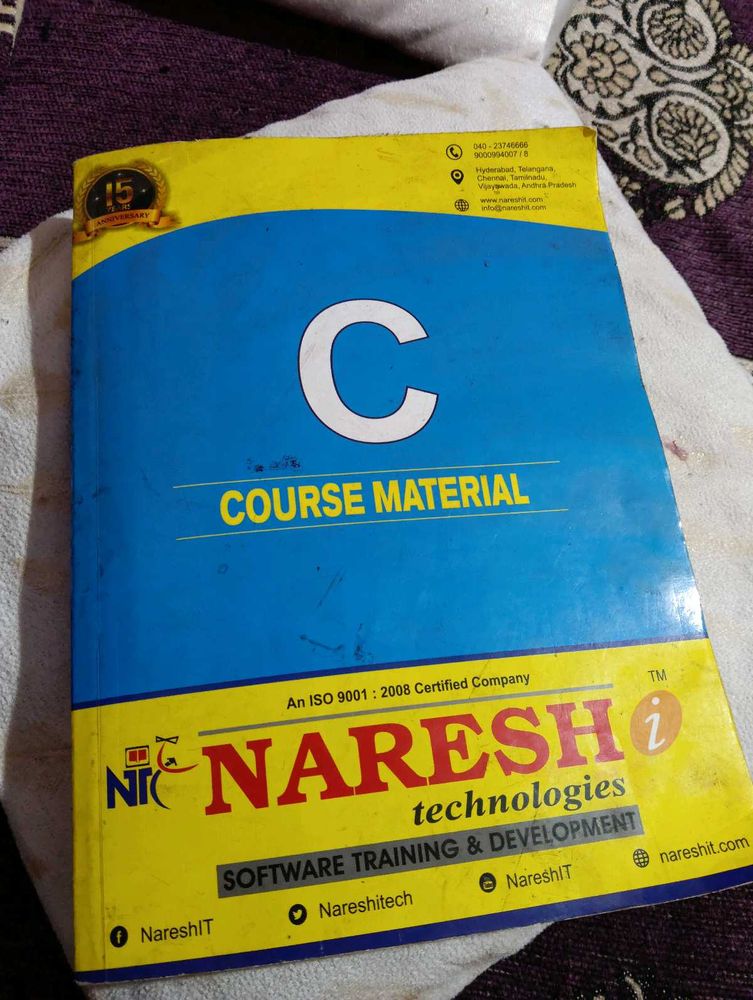 15
YEARS
ANNIVERSARY
040 - 23746666
9000994007 / 8
Hyderabad, Telangana,
Chennai, Tamilnadu,
Vijayawada, Andhra Pradesh
www.nareshit.com
info@nareshit.com
C
COURSE MATERIAL
An ISO 9001 : 2008 Certified Company
NARESH i TM
technologies
SOFTWARE TRAINING & DEVELOPMENT
NareshIT
Nareshitech
NareshIT
nareshit.com